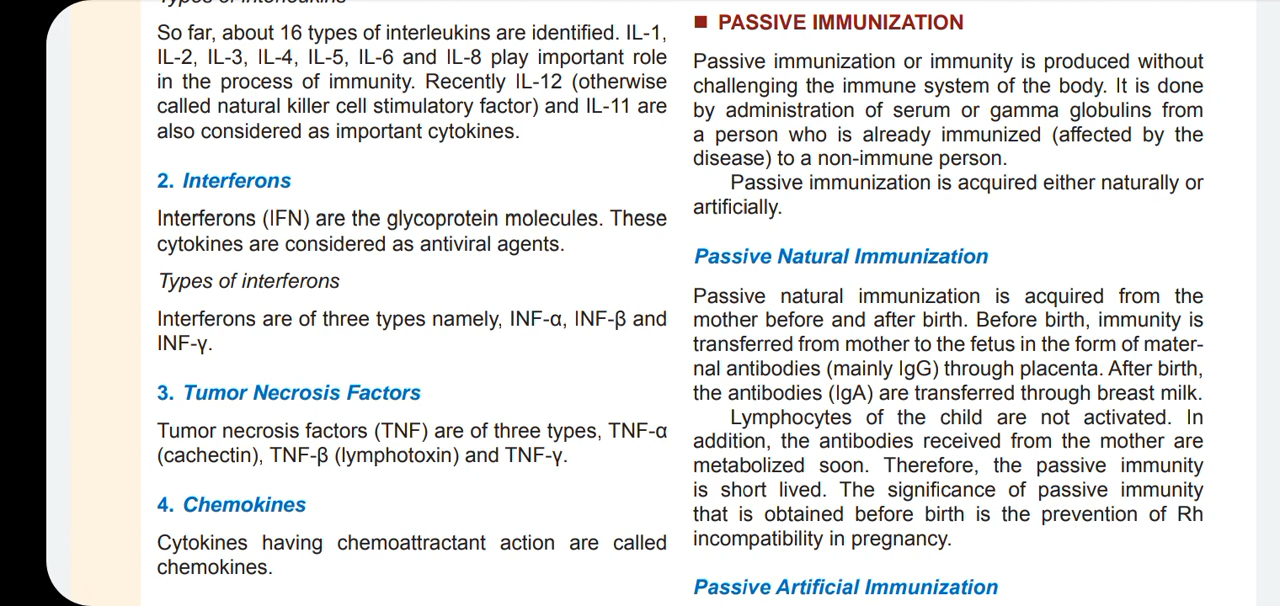 Types of interleukins
So far, about 16 types of interleukins are identified. IL-1,
IL-2, IL-3, IL-4, IL-5, IL-6 and IL-8 play important role
in the process of immunity. Recently IL-12 (otherwise
called natural killer cell stimulatory factor) and IL-11 are
also considered as important cytokines.
2. Interferons
Interferons (IFN) are the glycoprotein molecules. These
cytokines are considered as antiviral agents.
Types of interferons
Interferons are of three types namely, INF-α, INF-β and
INF-γ.
3. Tumor Necrosis Factors
Tumor necrosis factors (TNF) are of three types, TNF-α
(cachectin), TNF-β (lymphotoxin) and TNF-γ.
4. Chemokines
Cytokines having chemoattractant action are called
chemokines.
■ PASSIVE IMMUNIZATION
Passive immunization or immunity is produced without
challenging the immune system of the body. It is done
by administration of serum or gamma globulins from
a person who is already immunized (affected by the
disease) to a non-immune person.
Passive immunization is acquired either naturally or
artificially.
Passive Natural Immunization
Passive natural immunization is acquired from the
mother before and after birth. Before birth, immunity is
transferred from mother to the fetus in the form of mater-
nal antibodies (mainly IgG) through placenta. After birth,
the antibodies (IgA) are transferred through breast milk.
Lymphocytes of the child are not activated. In
addition, the antibodies received from the mother are
metabolized soon. Therefore, the passive immunity
is short lived. The significance of passive immunity
that is obtained before birth is the prevention of Rh
incompatibility in pregnancy.
Passive Artificial Immunization